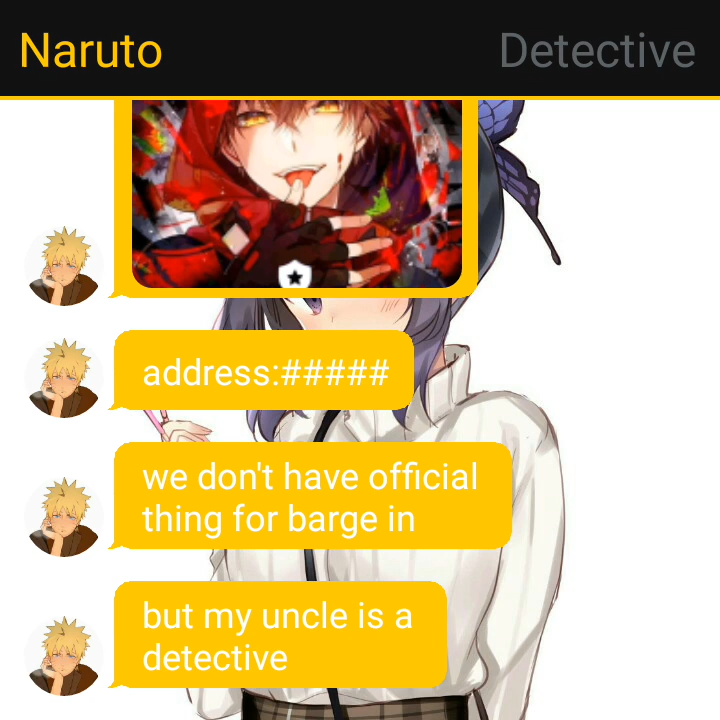 Naruto
Detective
address:#####
we don't have official
thing for barge in
but my uncle is a
detective